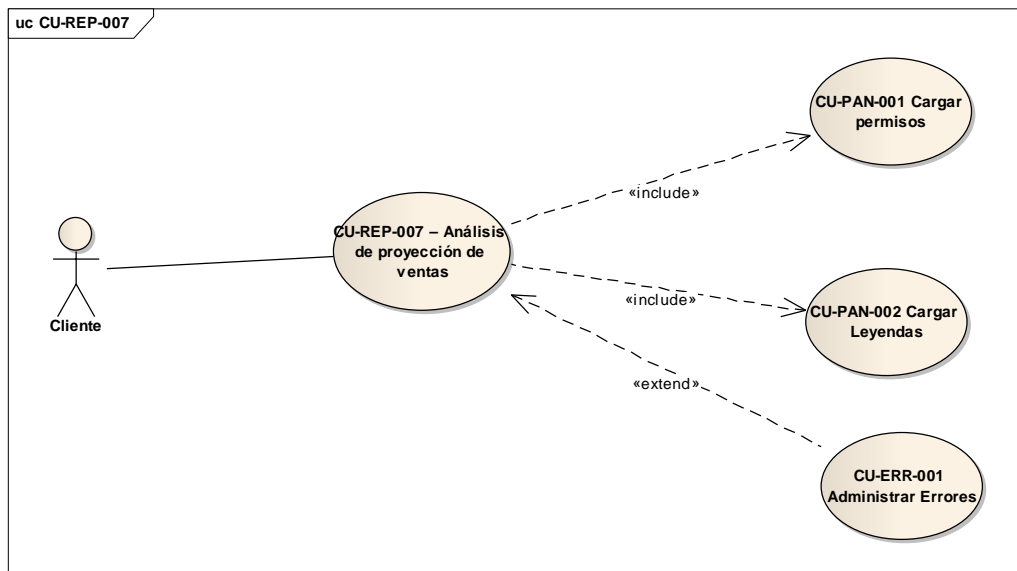 uc CU-REP-007
CU-PAN-001 Cargar
permisos
«include»
CU-REP-007 – Análisis
de proyección de
ventas
Cliente
«include»
CU-PAN-002 Cargar
Leyendas
«extend»
CU-ERR-001
Administrar Errores